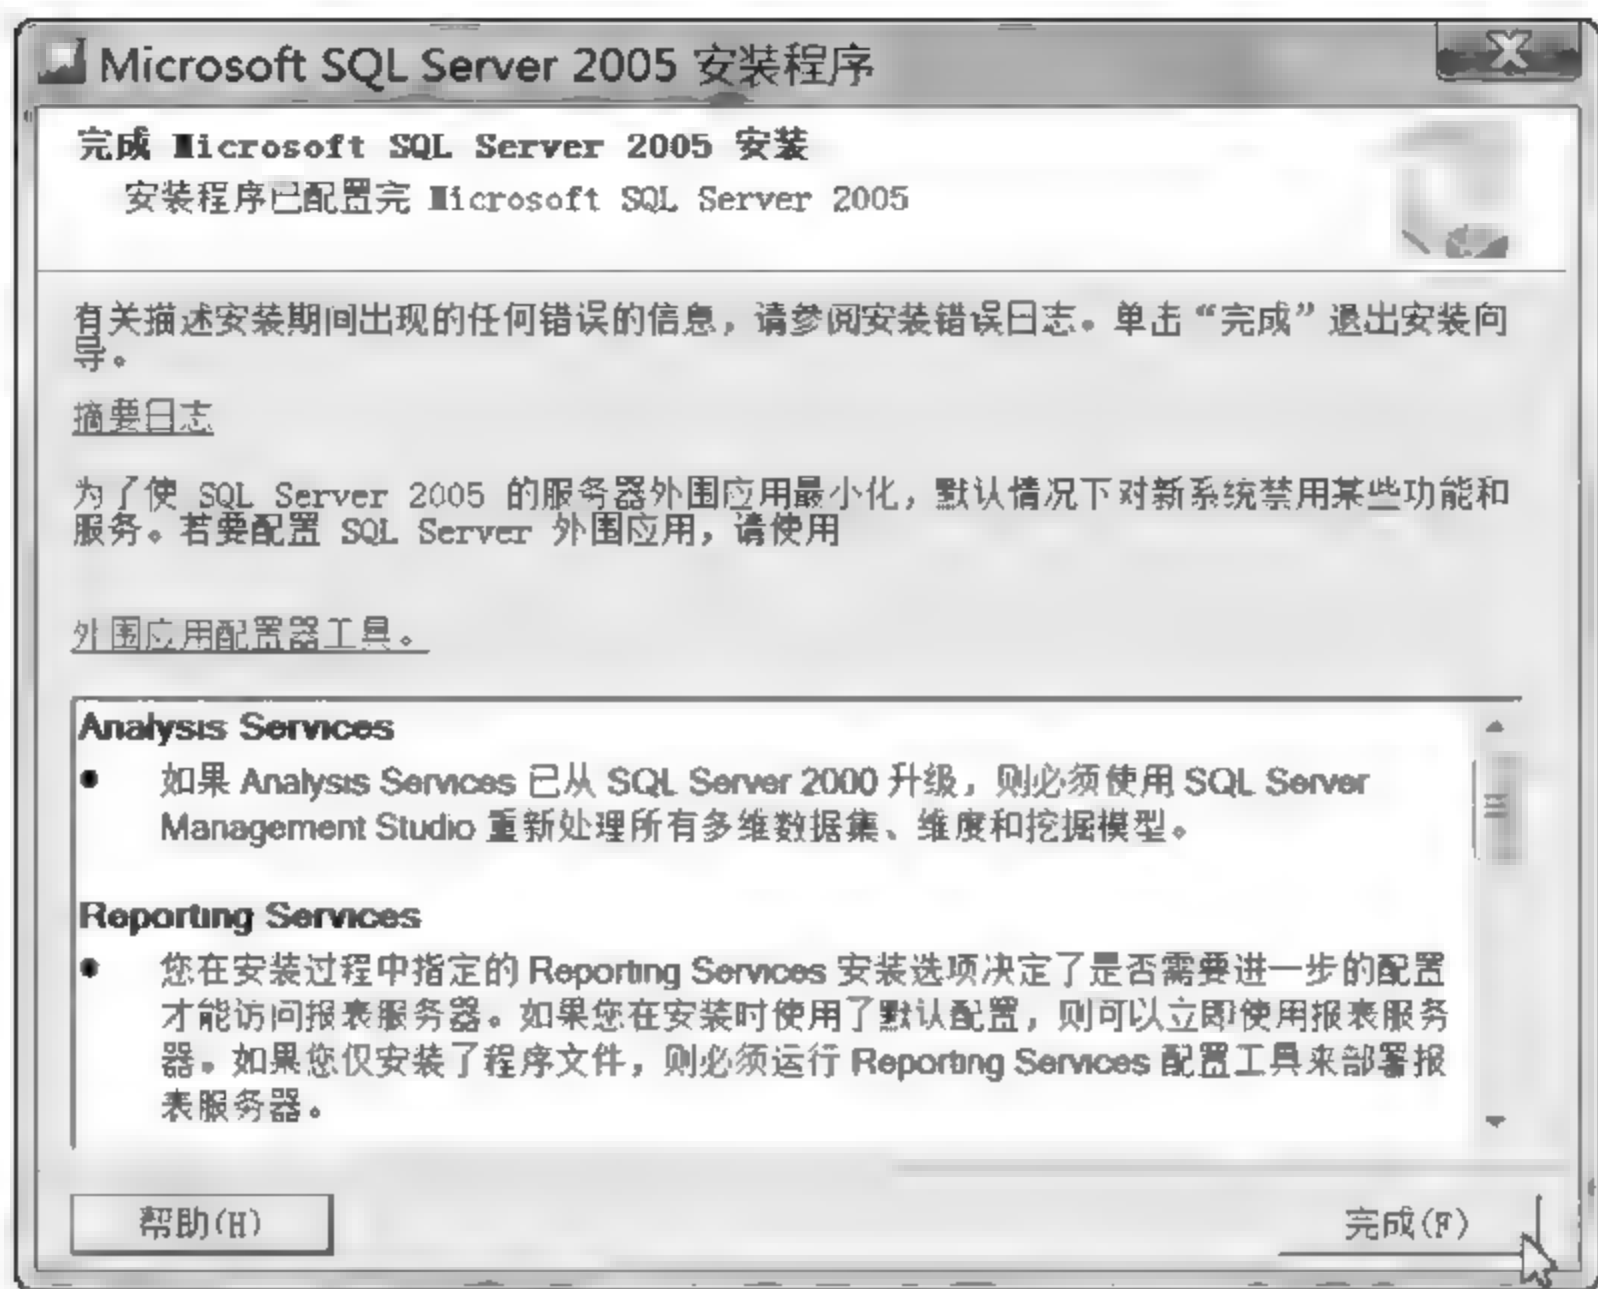 Microsoft SQL Server 2005 安装程序
完成 Microsoft SQL Server 2005 安装
安装程序已配置完 Microsoft SQL Server 2005
有关描述安装期间出现的任何错误的信息，请参阅安装错误日志。单击“完成”退出安装向
导。
摘要日志
为了使 SQL Server 2005 的服务器外围应用最小化，默认情况下对新系统禁用某些功能和
服务。若要配置 SQL Server 外围应用，请使用
外围应用配置器工具。
Analysis Services
● 如果 Analysis Services 已从 SQL Server 2000 升级，则必须使用 SQL Server
Management Studio 重新处理所有多维数据集、维度和挖掘模型。
Reporting Services
● 您在安装过程中指定的 Reporting Services 安装选项决定了是否需要进一步的配置
才能访问报表服务器。如果您在安装时使用了默认配置，则可以立即使用报表服务
器。如果您仅安装了程序文件，则必须运行 Reporting Services 配置工具来部署报
表服务器。
帮助(H)
完成(F)